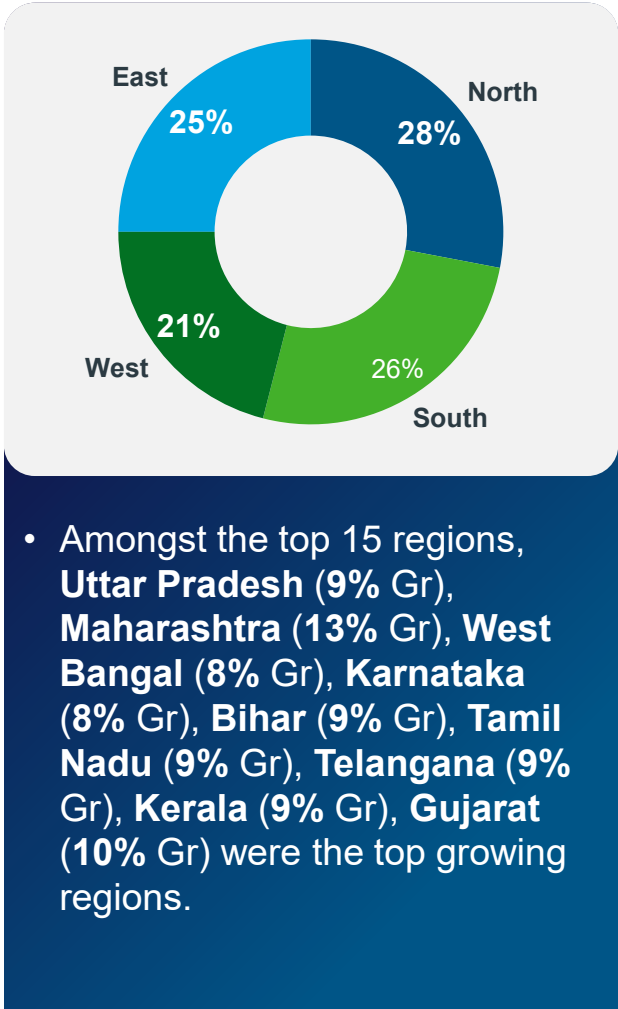 East
25%
North
28%
21%
West
26%
South
• Amongst the top 15 regions,
Uttar Pradesh (9% Gr),
Maharashtra (13% Gr), West
Bangal (8% Gr), Karnataka
(8% Gr), Bihar (9% Gr), Tamil
Nadu (9% Gr), Telangana (9%
Gr), Kerala (9% Gr), Gujarat
(10% Gr) were the top growing
regions.